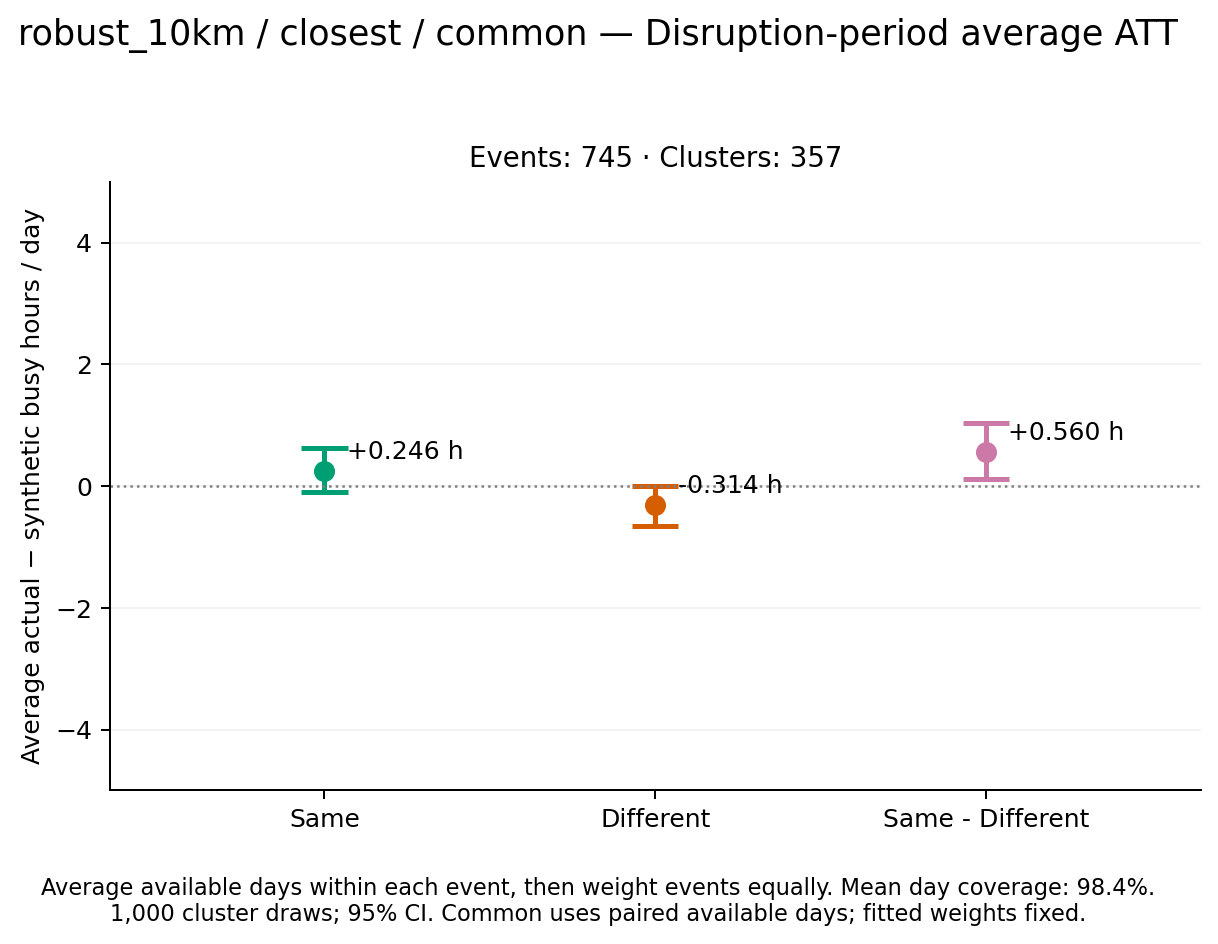 robust_10km / closest / common — Disruption-period average ATT
Events: 745 · Clusters: 357
Average actual − synthetic busy hours / day
4
2
0
−2
−4
+0.246 h
-0.314 h
+0.560 h
Same
Different
Same - Different
Average available days within each event, then weight events equally. Mean day coverage: 98.4%.
1,000 cluster draws; 95% CI. Common uses paired available days; fitted weights fixed.